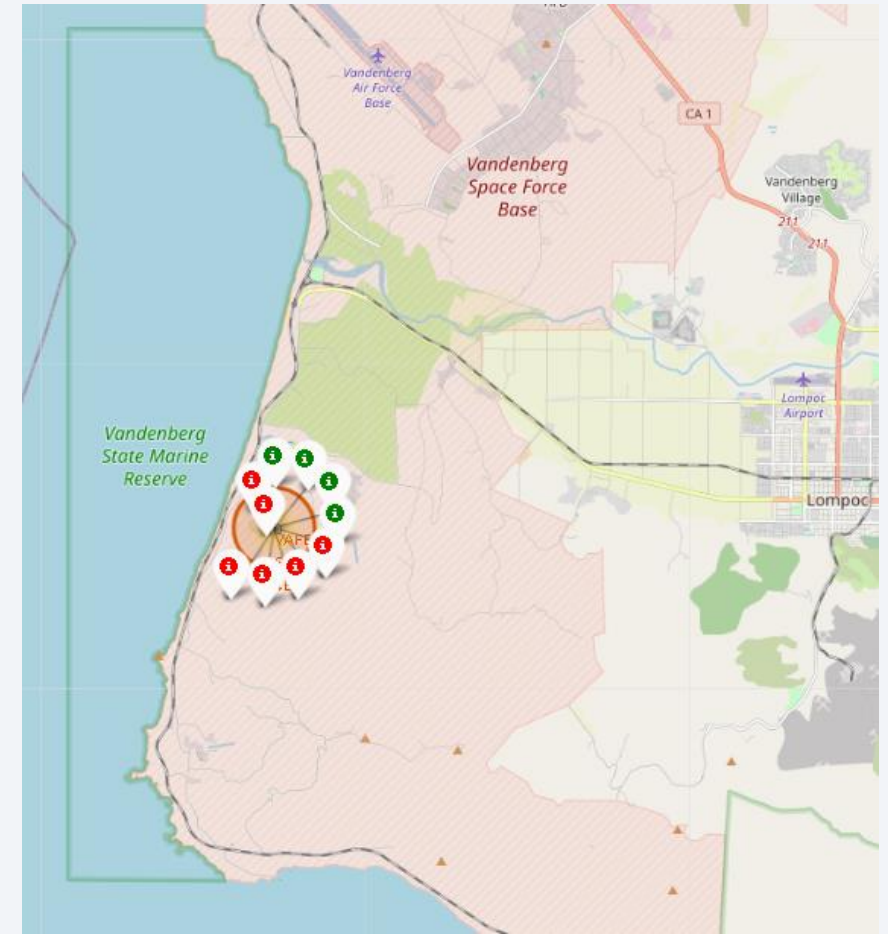 Vandenberg
Air Force
Base
CA 1
Vandenberg
Space Force
Base
Vandenberg
Village
211
211
Lompoc
Airport
Lompoc
Vandenberg
State Marine
Reserve